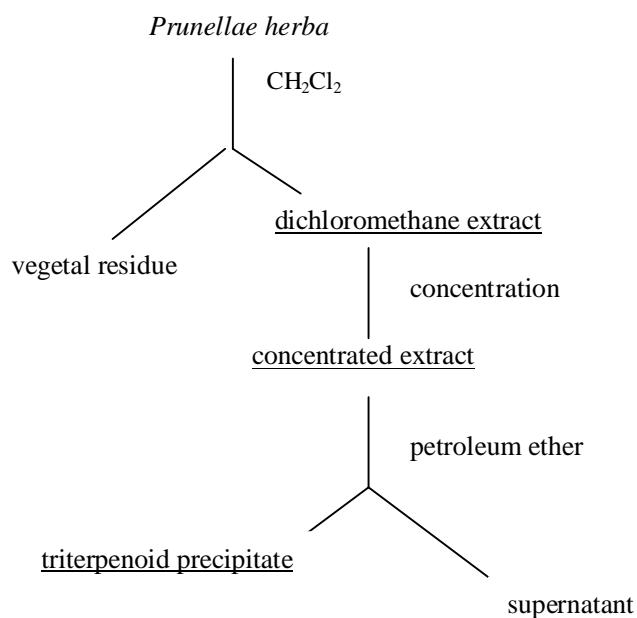 Prunellae herba
CH₂Cl₂
dichloromethane extract
vegetal residue
concentration
concentrated extract
petroleum ether
triterpenoid precipitate
supernatant